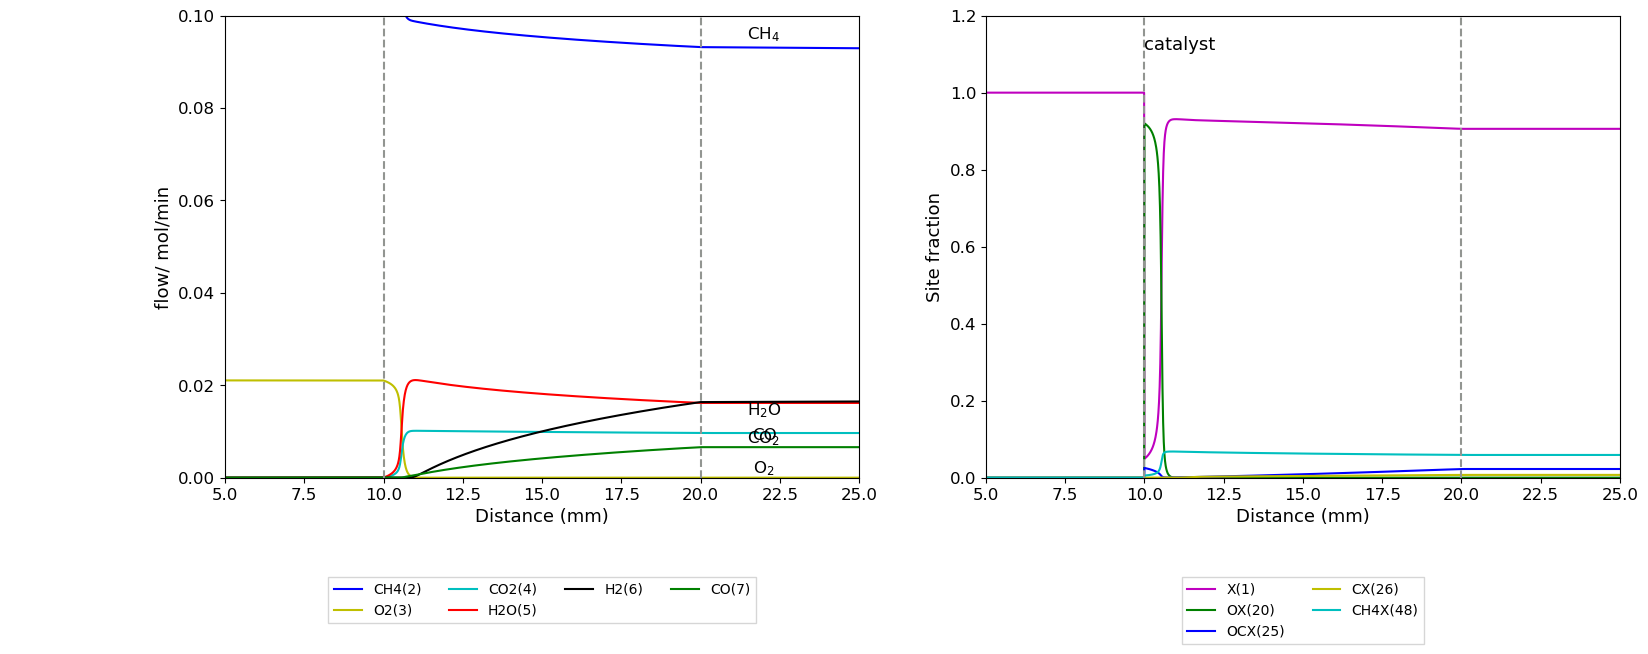 0.10
0.08
0.06
0.04
0.02
0.00
flow/ mol/min
CH4
H2O
CO
CO2
O2
5.0 7.5 10.0 12.5 15.0 17.5 20.0 22.5 25.0
Distance (mm)
CH4(2) CO2(4) H2(6) CO(7)
O2(3) H2O(5)
1.2
1.0
0.8
0.6
0.4
0.2
0.0
Site fraction
catalyst
5.0 7.5 10.0 12.5 15.0 17.5 20.0 22.5 25.0
Distance (mm)
X(1) CX(26)
OX(20) CH4X(48)
OCX(25)